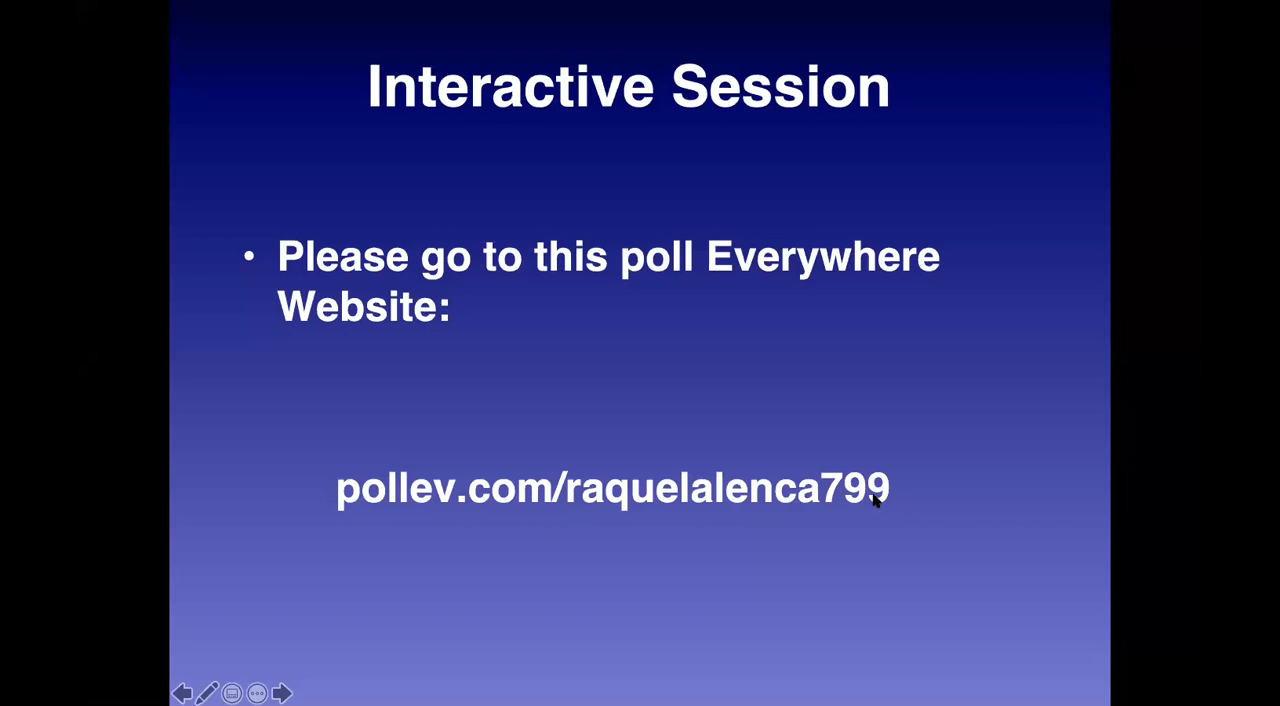 Interactive Session
• Please go to this poll Everywhere
Website:
pollev.com/raquelalenca799